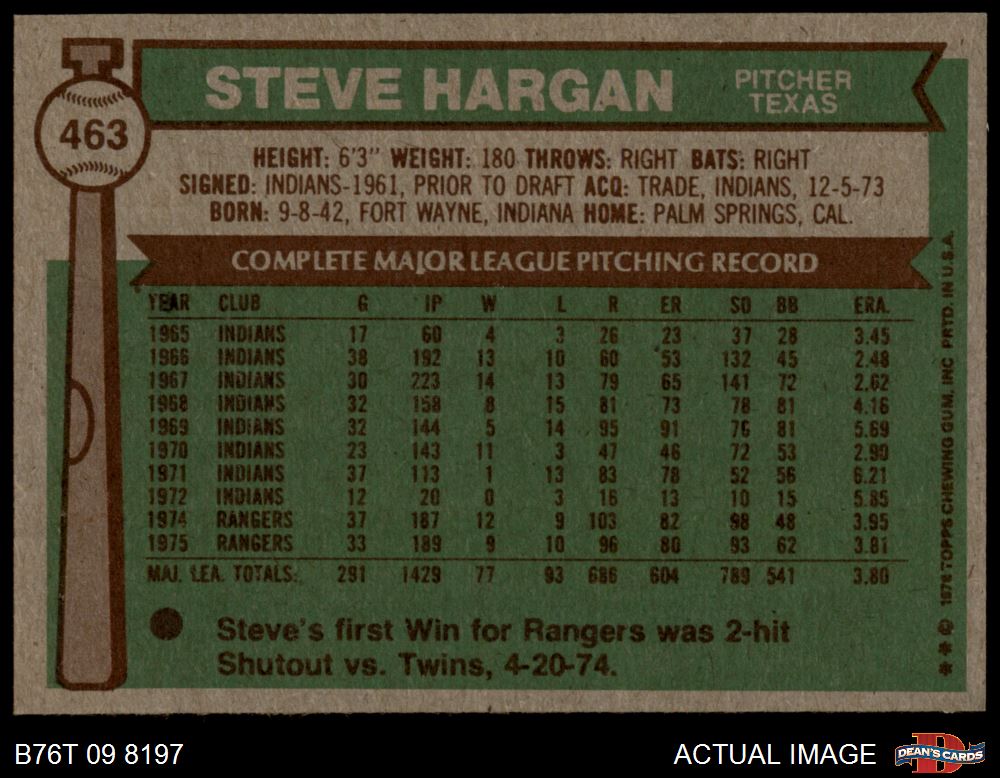 STEVE HARGAN
PITCHER
TEXAS
463
HEIGHT: 6'3" WEIGHT: 180 THROWS: RIGHT BATS: RIGHT
SIGNED: INDIANS-1961, PRIOR TO DRAFT ACQ: TRADE, INDIANS, 12-5-73
BORN: 9-8-42, FORT WAYNE, INDIANA HOME: PALM SPRINGS, CAL.
COMPLETE MAJOR LEAGUE PITCHING RECORD
YEAR CLUB G IP W L R ER SO BB ERA.
1965 INDIANS 17 60 4 3 26 23 37 28 3.45
1966 INDIANS 38 192 13 10 60 53 132 45 2.48
1967 INDIANS 30 223 14 13 79 65 141 72 2.62
1968 INDIANS 32 158 8 15 81 73 78 81 4.16
1969 INDIANS 32 144 5 14 95 91 76 81 5.69
1970 INDIANS 23 143 11 3 47 46 72 53 2.90
1971 INDIANS 37 113 1 13 83 78 52 56 6.21
1972 INDIANS 12 20 0 3 16 13 10 15 5.85
1974 RANGERS 37 187 12 9 103 82 98 48 3.95
1975 RANGERS 33 189 9 10 96 80 93 62 3.81
MAJ. LEA. TOTALS: 291 1429 77 93 686 604 789 541 3.80
Steve's first Win for Rangers was 2-hit
Shutout vs. Twins, 4-20-74.
* * © 1976 TOPPS CHEWING GUM, INC PRTD. IN U.S.A.
B76T 09 8197
ACTUAL IMAGE
D
DEAN'S CARDS